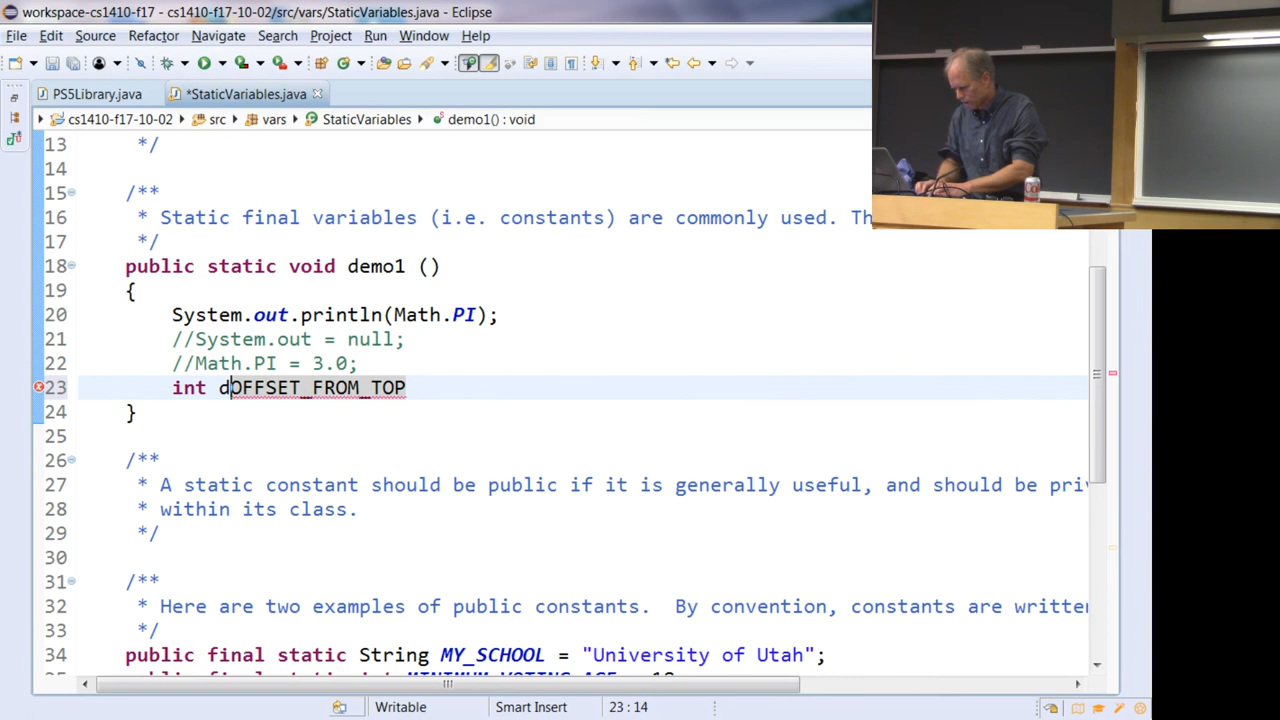 workspace-cs1410-f17 - cs1410-f17-10-02/src/vars/StaticVariables.java - Eclipse
File Edit Source Refactor Navigate Search Project Run Window Help
PS5Library.java *StaticVariables.java
cs1410-f17-10-02 src vars StaticVariables demo1() : void
13 */
14
15 /**
16 * Static final variables (i.e. constants) are commonly used.
17 */
18 public static void demo1 ()
19 {
20 System.out.println(Math.PI);
21 //System.out = null;
22 //Math.PI = 3.0;
23 int dOFFSET_FROM_TOP
24 }
25
26 /**
27 * A static constant should be public if it is generally useful, and should be
28 * within its class.
29 */
30
31 /**
32 * Here are two examples of public constants. By convention, constants are
33 */
34 public final static String MY_SCHOOL = "University of Utah";
Writable Smart Insert 23 : 14